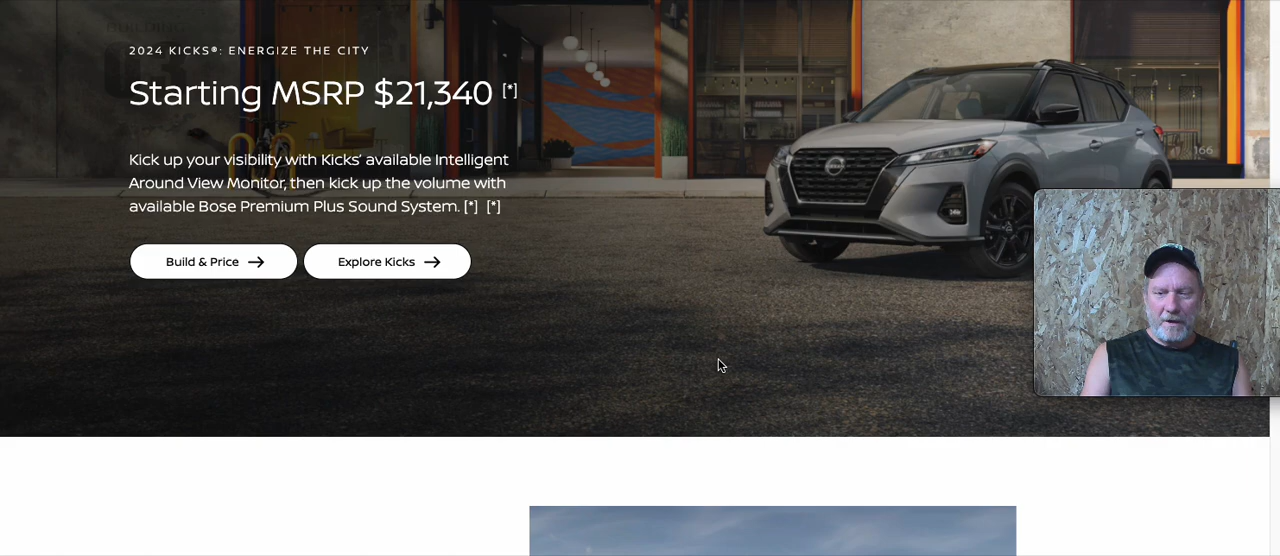 2024 KICKS®: ENERGIZE THE CITY
Starting MSRP $21,340 [*]
Kick up your visibility with Kicks' available Intelligent
Around View Monitor, then kick up the volume with
available Bose Premium Plus Sound System. [*] [*]
Build & Price →
Explore Kicks →
166